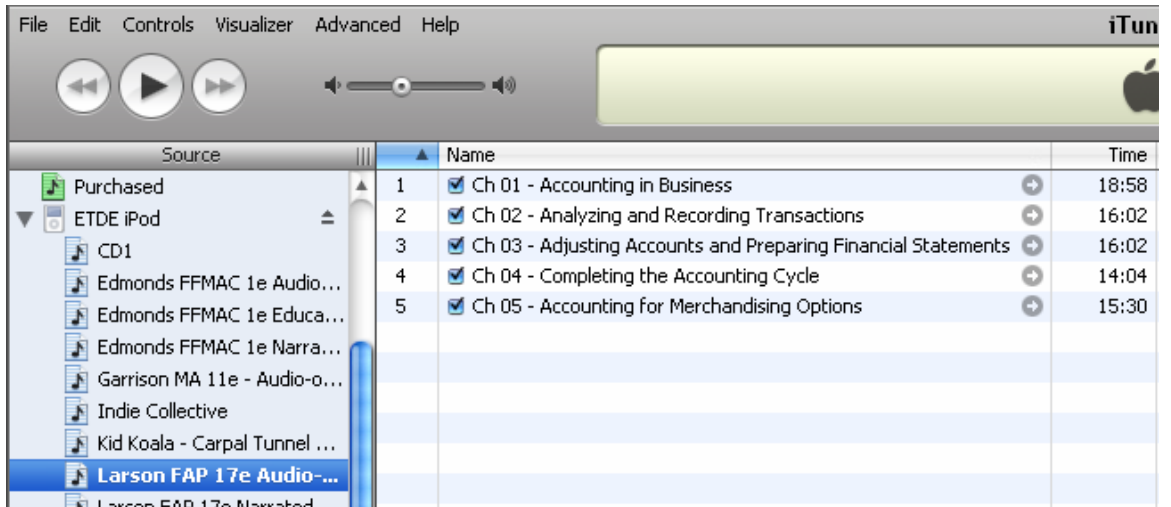 File Edit Controls Visualizer Advanced Help
iTun
Source
Purchased
ETDE iPod
CD1
Edmonds FFMAC 1e Audio...
Edmonds FFMAC 1e Educa...
Edmonds FFMAC 1e Narra...
Garrison MA 11e - Audio-o...
Indie Collective
Kid Koala - Carpal Tunnel ...
Larson FAP 17e Audio-...
Larson FAP 17e Narrated
Name Time
1 Ch 01 - Accounting in Business 18:58
2 Ch 02 - Analyzing and Recording Transactions 16:02
3 Ch 03 - Adjusting Accounts and Preparing Financial Statements 16:02
4 Ch 04 - Completing the Accounting Cycle 14:04
5 Ch 05 - Accounting for Merchandising Options 15:30